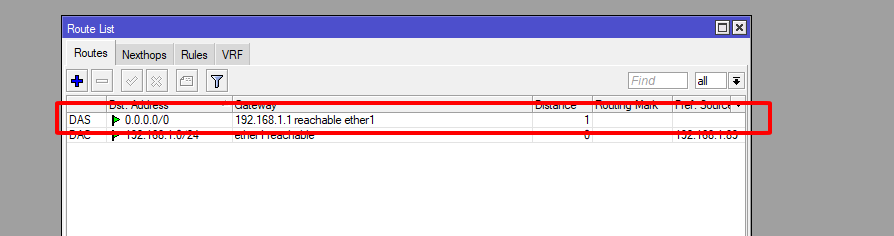 Route List
Routes Nexthops Rules VRF
Find all
Dst. Address Gateway Distance Routing Mark Pref. Source
DAS 0.0.0.0/0 192.168.1.1 reachable ether1 1
DAC 192.168.1.0/24 ether1 reachable 0 192.168.1.89